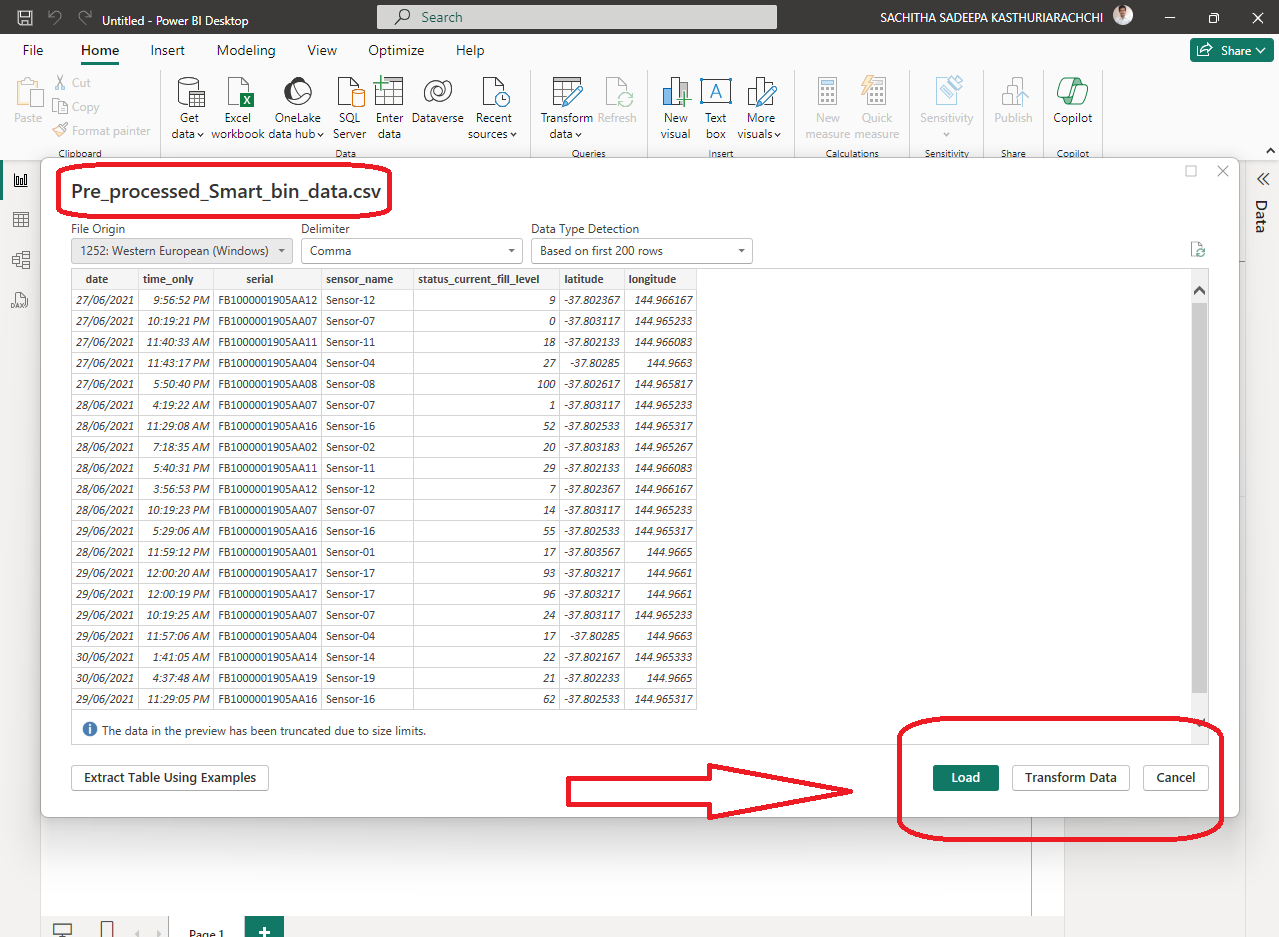 Untitled - Power BI Desktop
Search
SACHITHA SADEEPA KASTHURIARACHCHI
File Home Insert Modeling View Optimize Help
Share
Paste
Cut
Copy
Format painter
Clipboard
Get data
Excel workbook
OneLake data hub
SQL Server
Enter data
Dataverse
Recent sources
Data
Transform data
Refresh
Queries
New visual
Text box
More visuals
Insert
New measure
Quick measure
Calculations
Sensitivity
Sensitivity
Publish
Share
Copilot
Copilot
Data
DAX
Pre_processed_Smart_bin_data.csv
File Origin Delimiter Data Type Detection
1252: Western European (Windows) Comma Based on first 200 rows
date time_only serial sensor_name status_current_fill_level latitude longitude
27/06/2021 9:56:52 PM FB1000001905AA12 Sensor-12 9 -37.802367 144.966167
27/06/2021 10:19:21 PM FB1000001905AA07 Sensor-07 0 -37.803117 144.965233
27/06/2021 11:40:33 AM FB1000001905AA11 Sensor-11 18 -37.802133 144.966083
27/06/2021 11:43:17 PM FB1000001905AA04 Sensor-04 27 -37.80285 144.9663
27/06/2021 5:50:40 PM FB1000001905AA08 Sensor-08 100 -37.802617 144.965817
28/06/2021 4:19:22 AM FB1000001905AA07 Sensor-07 1 -37.803117 144.965233
28/06/2021 11:29:08 AM FB1000001905AA16 Sensor-16 52 -37.802533 144.965317
28/06/2021 7:18:35 AM FB1000001905AA02 Sensor-02 20 -37.803183 144.965267
28/06/2021 5:40:31 PM FB1000001905AA11 Sensor-11 29 -37.802133 144.966083
28/06/2021 3:56:53 PM FB1000001905AA12 Sensor-12 7 -37.802367 144.966167
28/06/2021 10:19:23 PM FB1000001905AA07 Sensor-07 14 -37.803117 144.965233
29/06/2021 5:29:06 AM FB1000001905AA16 Sensor-16 55 -37.802533 144.965317
28/06/2021 11:59:12 PM FB1000001905AA01 Sensor-01 17 -37.803567 144.9665
29/06/2021 12:00:20 AM FB1000001905AA17 Sensor-17 93 -37.803217 144.9661
29/06/2021 12:00:19 PM FB1000001905AA17 Sensor-17 96 -37.803217 144.9661
29/06/2021 10:19:25 AM FB1000001905AA07 Sensor-07 24 -37.803117 144.965233
29/06/2021 11:57:06 AM FB1000001905AA04 Sensor-04 17 -37.80285 144.9663
30/06/2021 1:41:05 AM FB1000001905AA14 Sensor-14 22 -37.802167 144.965333
30/06/2021 4:37:48 AM FB1000001905AA19 Sensor-19 21 -37.802233 144.9665
29/06/2021 11:29:05 PM FB1000001905AA16 Sensor-16 62 -37.802533 144.965317
The data in the preview has been truncated due to size limits.
Extract Table Using Examples Load Transform Data Cancel
Page 1